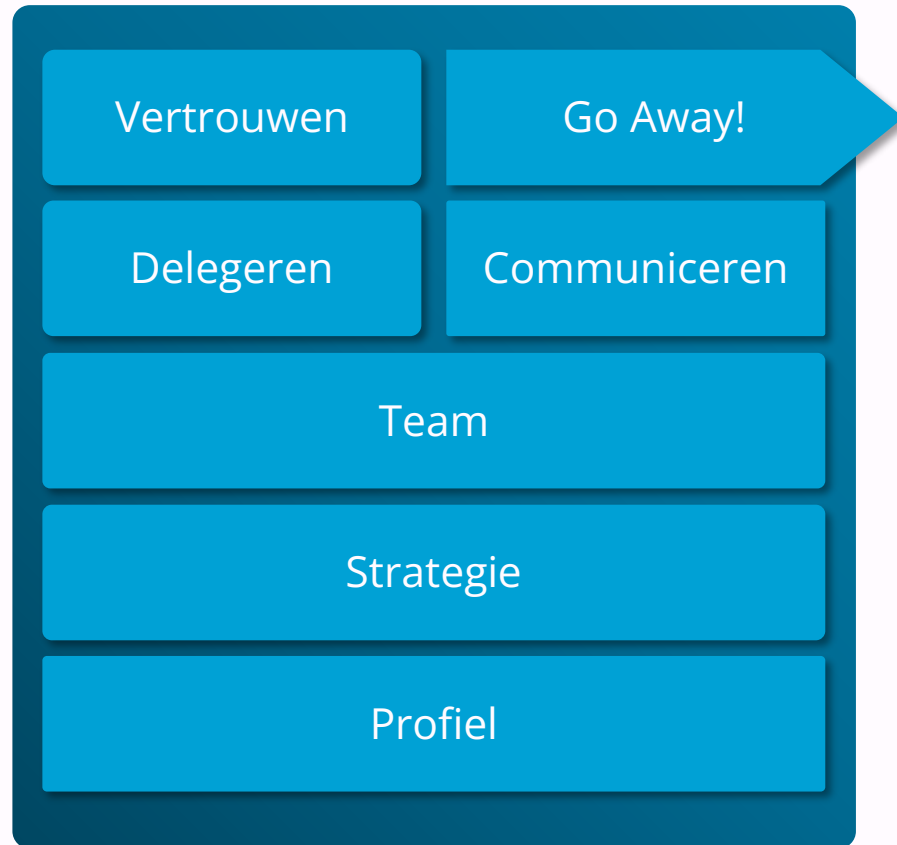 Vertrouwen
Go Away!
Delegeren
Communiceren
Team
Strategie
Profiel